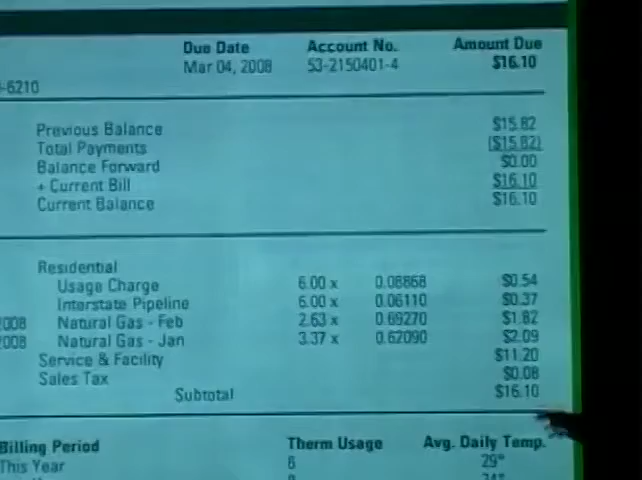 Due Date Account No. Amount Due
Mar 04, 2008 53-2150401-4 $16.10
-6210
Previous Balance $15.82
Total Payments ($15.82)
Balance Forward $0.00
+ Current Bill $16.10
Current Balance $16.10
Residential
Usage Charge 6.00 x 0.08868 $0.54
Interstate Pipeline 6.00 x 0.06110 $0.37
2008 Natural Gas - Feb 2.63 x 0.69270 $1.82
2008 Natural Gas - Jan 3.37 x 0.62090 $2.09
Service & Facility $11.20
Sales Tax $0.08
Subtotal $16.10
Billing Period Therm Usage Avg. Daily Temp.
This Year 6 29°